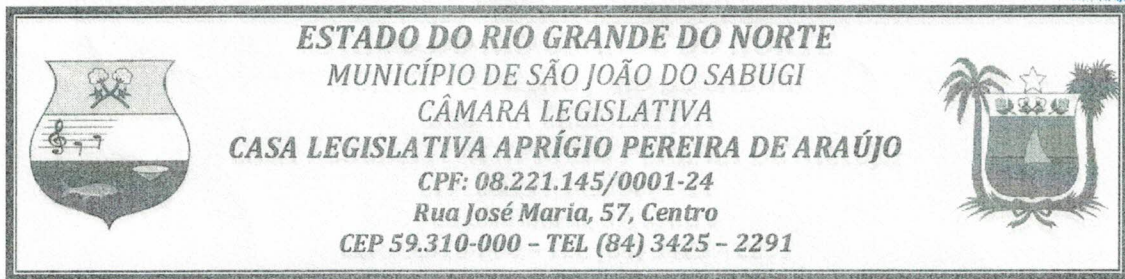 ESTADO DO RIO GRANDE DO NORTE
MUNICÍPIO DE SÃO JOÃO DO SABUGI
CÂMARA LEGISLATIVA
CASA LEGISLATIVA APRÍGIO PEREIRA DE ARAÚJO
CPF: 08.221.145/0001-24
Rua José Maria, 57, Centro
CEP 59.310-000 – TEL (84) 3425 – 2291